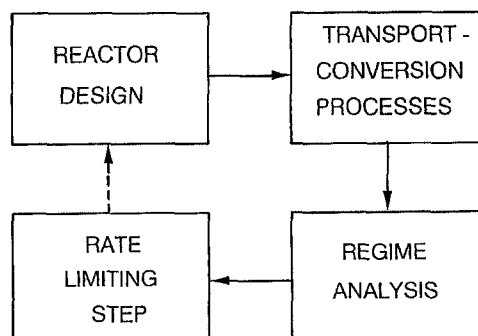 REACTOR
DESIGN
TRANSPORT -
CONVERSION
PROCESSES
RATE
LIMITING
STEP
REGIME
ANALYSIS